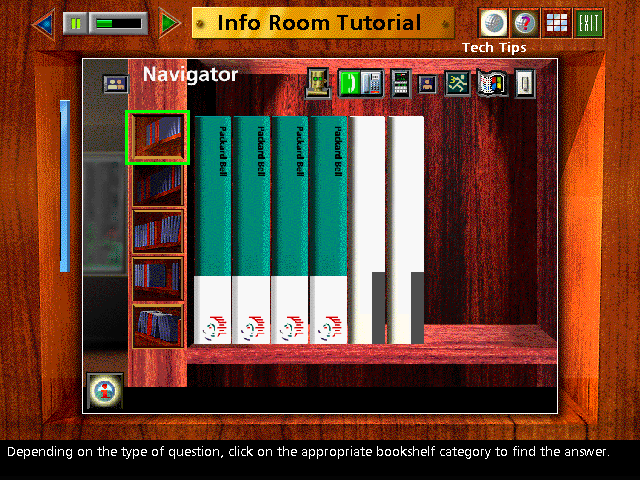 Info Room Tutorial
EXIT
Tech Tips
Navigator
Packard Bell
Packard Bell
Packard Bell
Packard Bell
Depending on the type of question, click on the appropriate bookshelf category to find the answer.